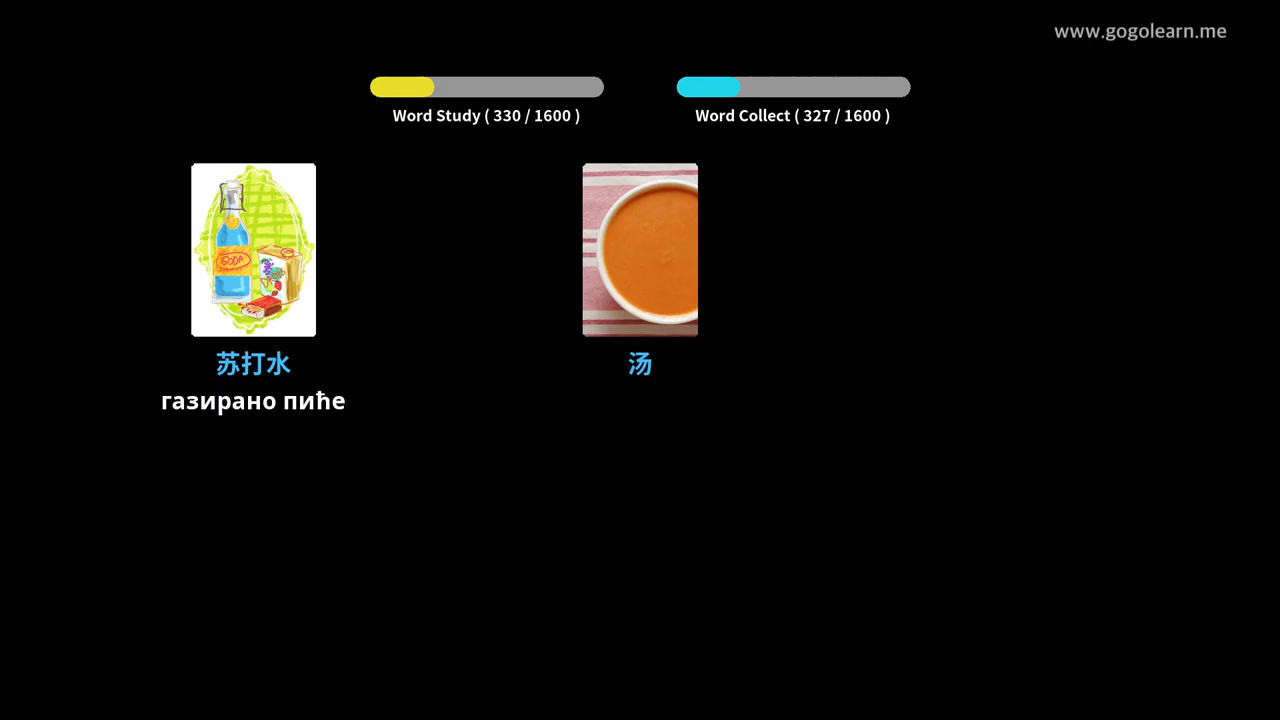 www.gogolearn.me
Word Study ( 330 / 1600 )
Word Collect ( 327 / 1600 )
SODA
苏打水
汤
газирано пиће